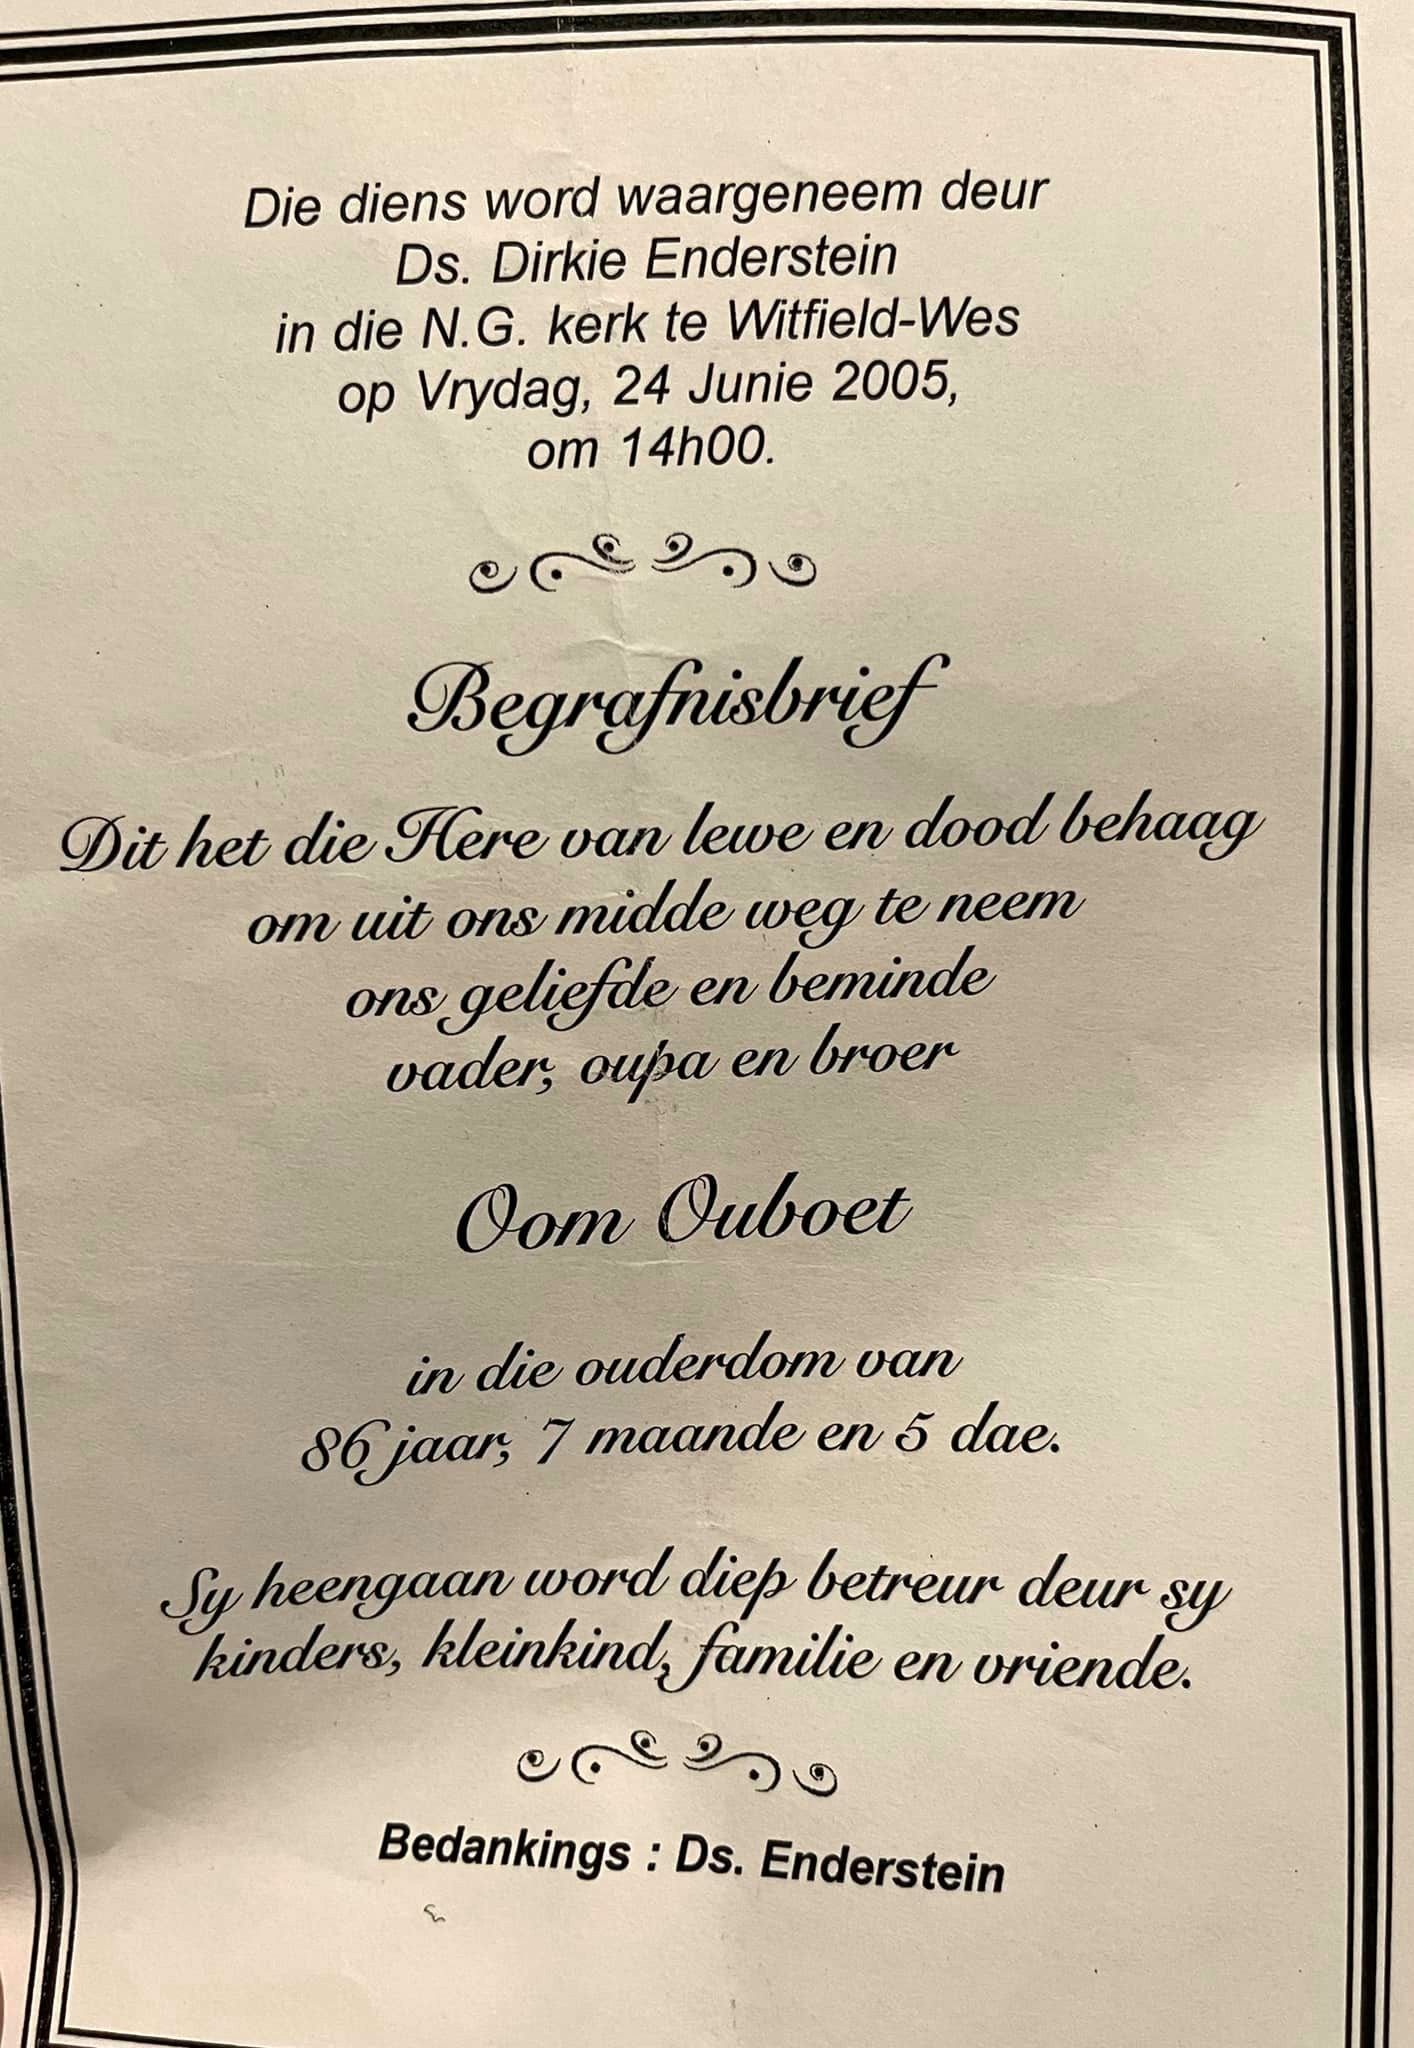 Die diens word waargeneem deur
Ds. Dirkie Enderstein
in die N.G. kerk te Witfield-Wes
op Vrydag, 24 Junie 2005,
om 14h00.
Begrafnisbrief
Dit het die Here van lewe en dood behaag
om uit ons midde weg te neem
ons geliefde en beminde
vader, oupa en broer
Oom Ouboet
in die ouderdom van
86 jaar, 7 maande en 5 dae.
Sy heengaan word diep betreur deur sy
kinders, kleinkind, familie en vriende.
Bedankings : Ds. Enderstein